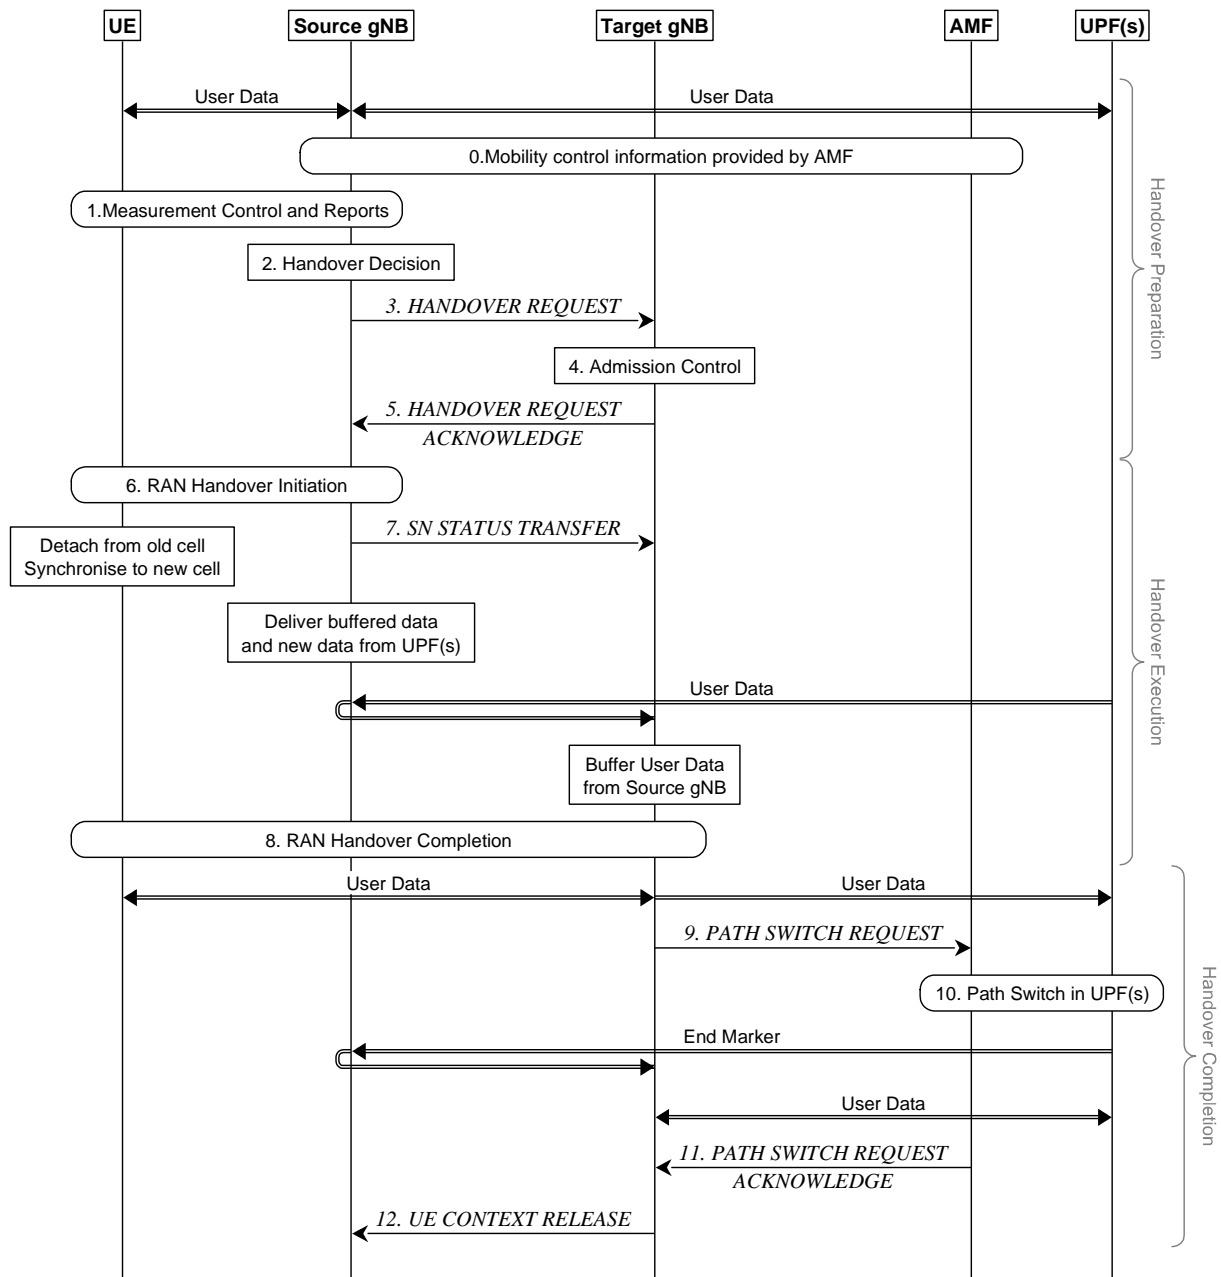 UE
Source gNB
Target gNB
AMF
UPF(s)
User Data
User Data
0.Mobility control information provided by AMF
1.Measurement Control and Reports
2. Handover Decision
3. HANDOVER REQUEST
4. Admission Control
5. HANDOVER REQUEST
ACKNOWLEDGE
Handover Preparation
6. RAN Handover Initiation
7. SN STATUS TRANSFER
Detach from old cell
Synchronise to new cell
Deliver buffered data
and new data from UPF(s)
User Data
Buffer User Data
from Source gNB
8. RAN Handover Completion
Handover Execution
User Data
User Data
9. PATH SWITCH REQUEST
10. Path Switch in UPF(s)
End Marker
User Data
11. PATH SWITCH REQUEST
ACKNOWLEDGE
12. UE CONTEXT RELEASE
Handover Completion